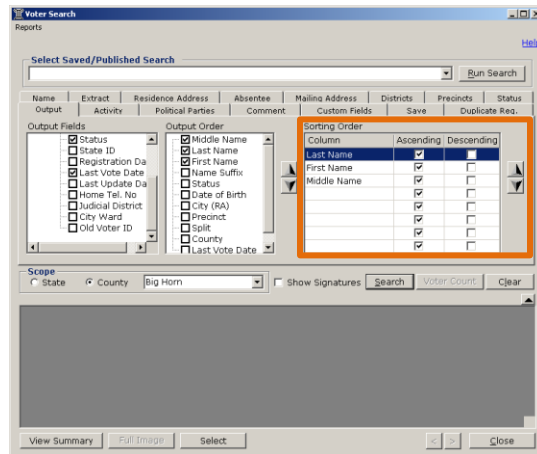 Voter Search
Reports
Help
Select Saved/Published Search
Run Search
Name Extract Residence Address Absentee Mailing Address Districts Precincts Status
Output Activity Political Parties Comment Custom Fields Save Duplicate Req.
Output Fields
Status
State ID
Registration Da
Last Vote Date
Last Update Da
Home Tel. No
Judicial District
City Ward
Old Voter ID
Output Order
Middle Name
Last Name
First Name
Name Suffix
Status
Date of Birth
City (RA)
Precinct
Split
County
Last Vote Date
Sorting Order
Column Ascending Descending
Last Name
First Name
Middle Name
Scope
State County Big Horn Show Signatures Search Voter Count Clear
View Summary Full Image Select < > Close